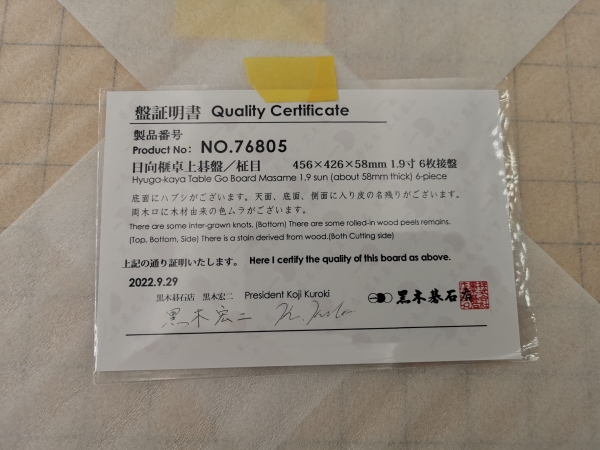 盤証明書 Quality Certificate
製品番号
Product No: NO.76805
日向榧卓上碁盤／柾目 456×426×58mm 1.9寸 6枚接盤
Hyuga-kaya Table Go Board Masame 1.9 sun (about 58mm thick) 6-piece
底面にハブシがございます。天面、底面、側面に入り皮の名残りがございます。
両木口に木材由来の色ムラがございます。
There are some inter-grown knots. (Bottom) There are some rolled-in wood peels remains.
(Top, Bottom, Side) There is a stain derived from wood.(Both Cutting side)
上記の通り証明いたします。 Here I certify the quality of this board as above.
2022.9.29
黒木碁石店 黒木宏二 President Koji Kuroki
黒木碁石店
黒木宏二